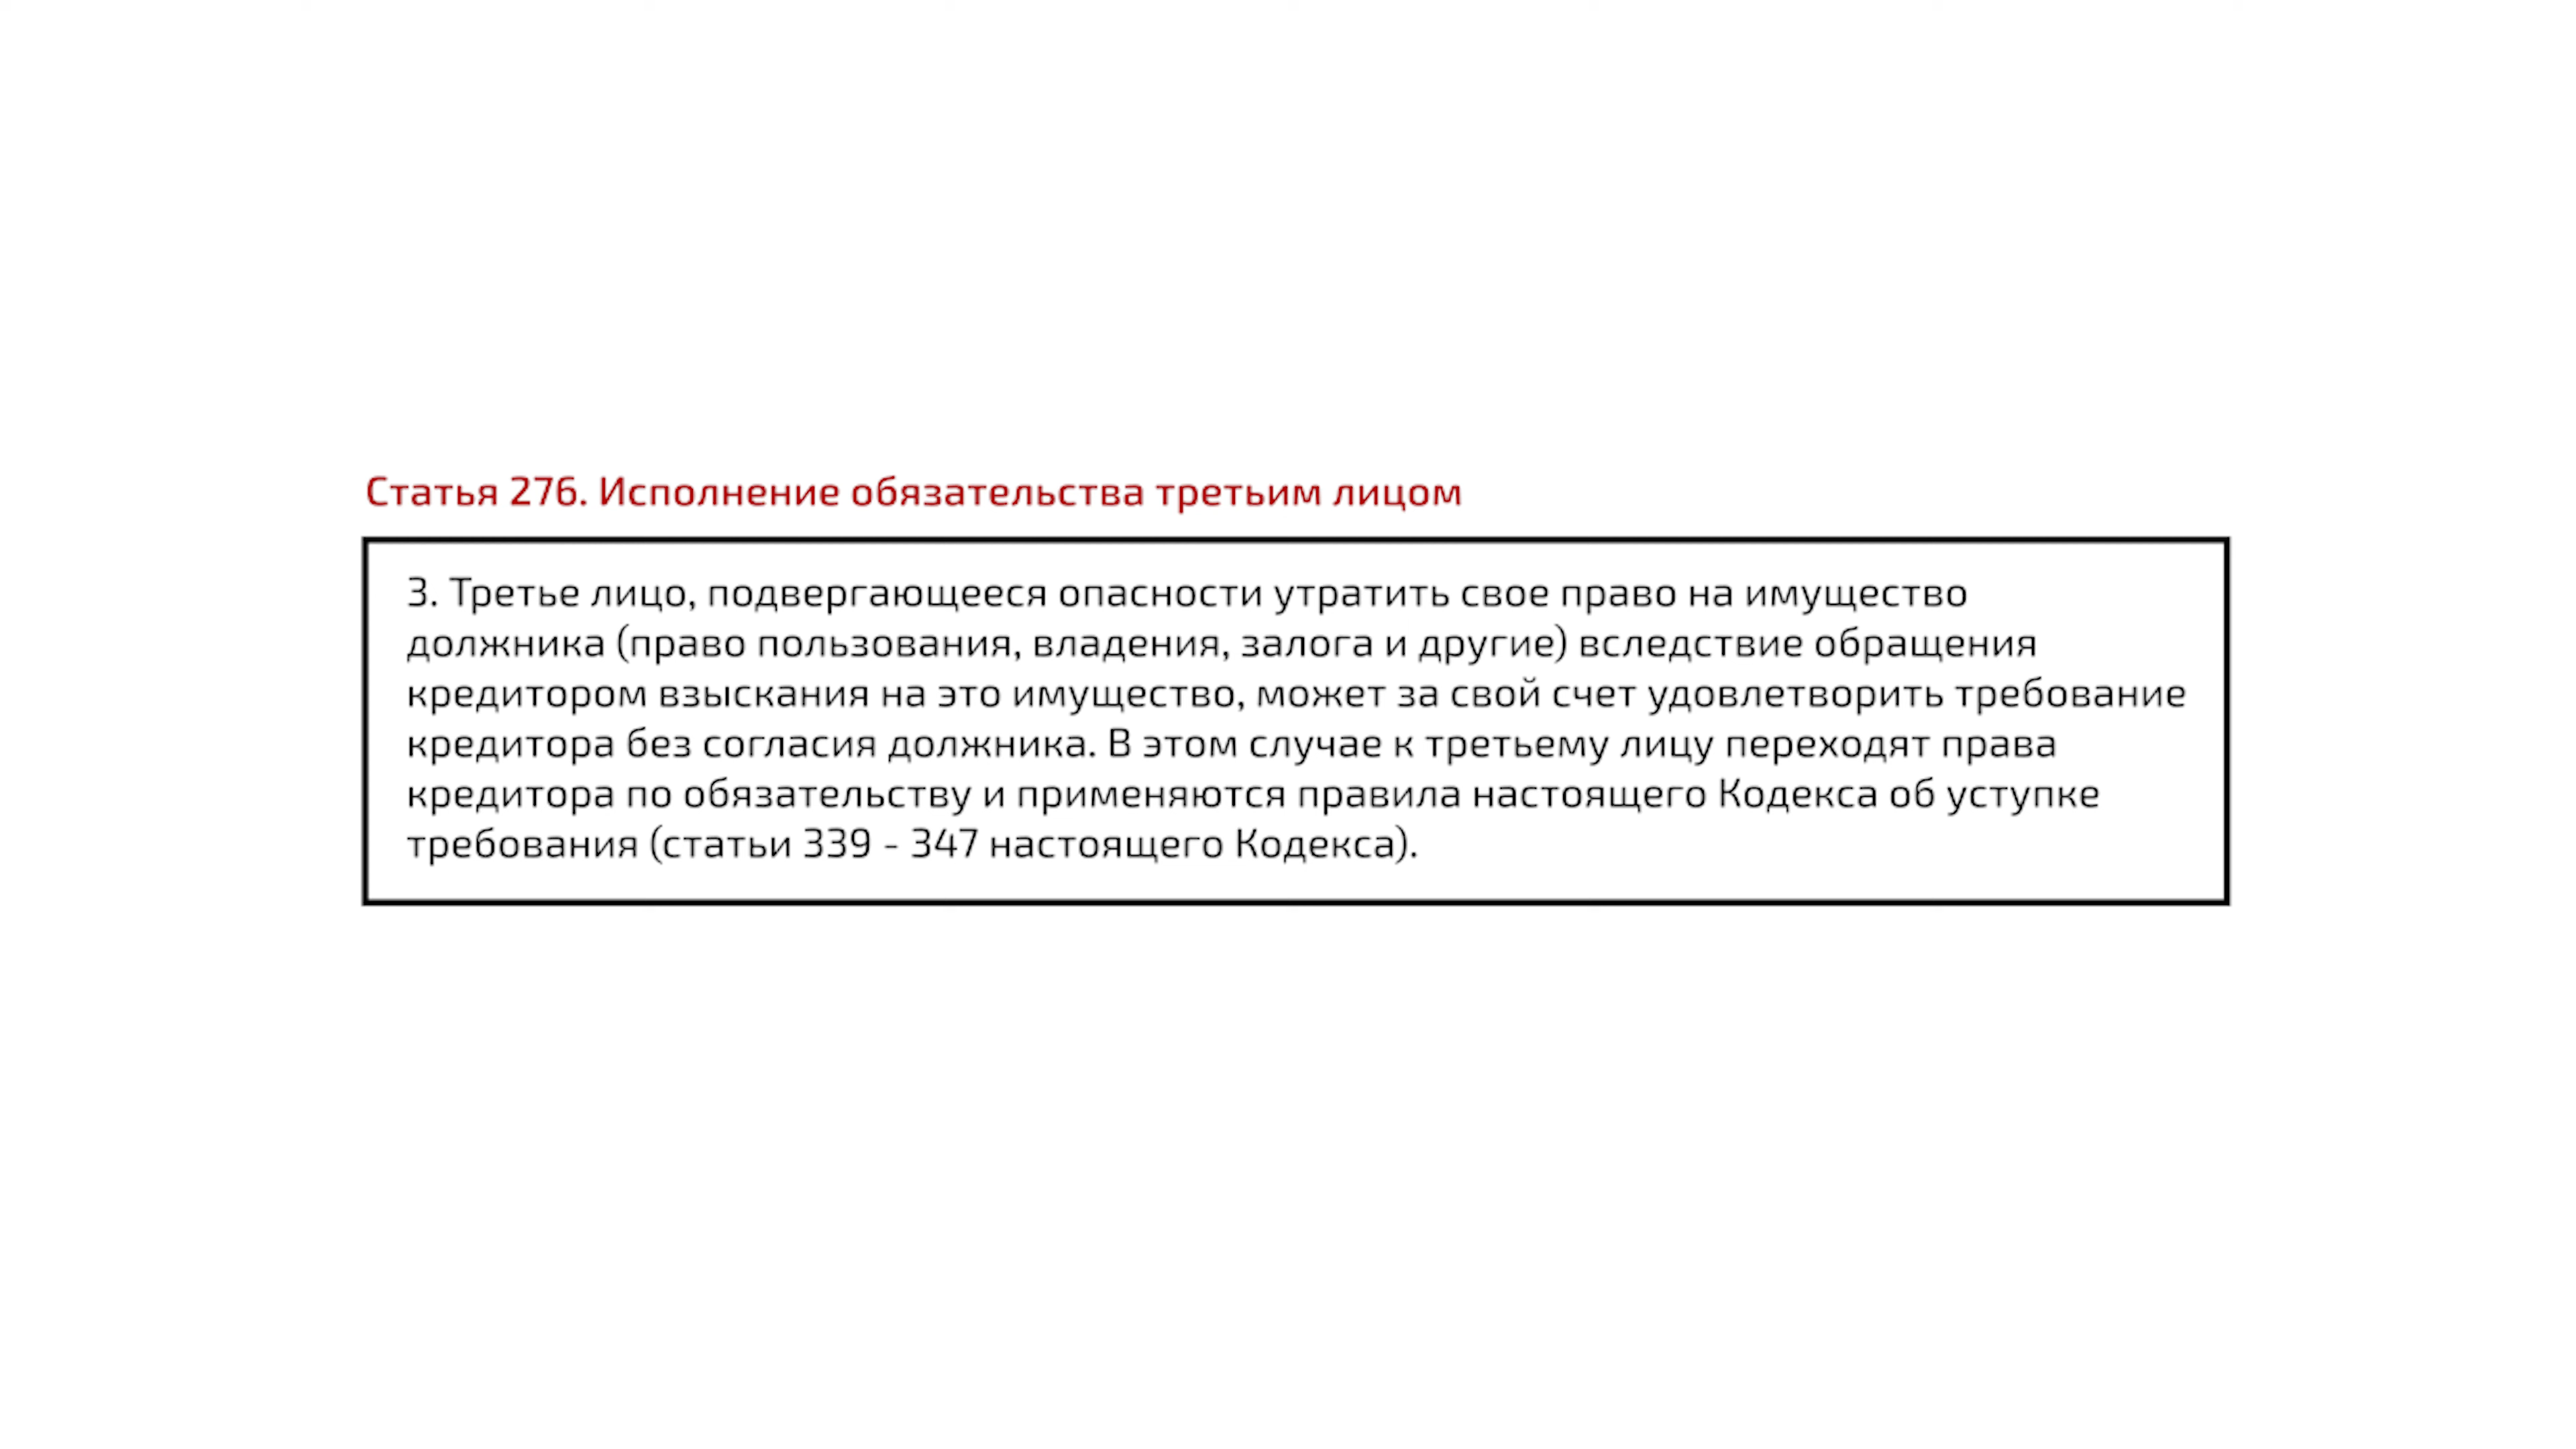 Статья 276. Исполнение обязательства третьим лицом
3. Третье лицо, подвергающееся опасности утратить свое право на имущество
должника (право пользования, владения, залога и другие) вследствие обращения
кредитором взыскания на это имущество, может за свой счет удовлетворить требование
кредитора без согласия должника. В этом случае к третьему лицу переходят права
кредитора по обязательству и применяются правила настоящего Кодекса об уступке
требования (статьи 339 - 347 настоящего Кодекса).